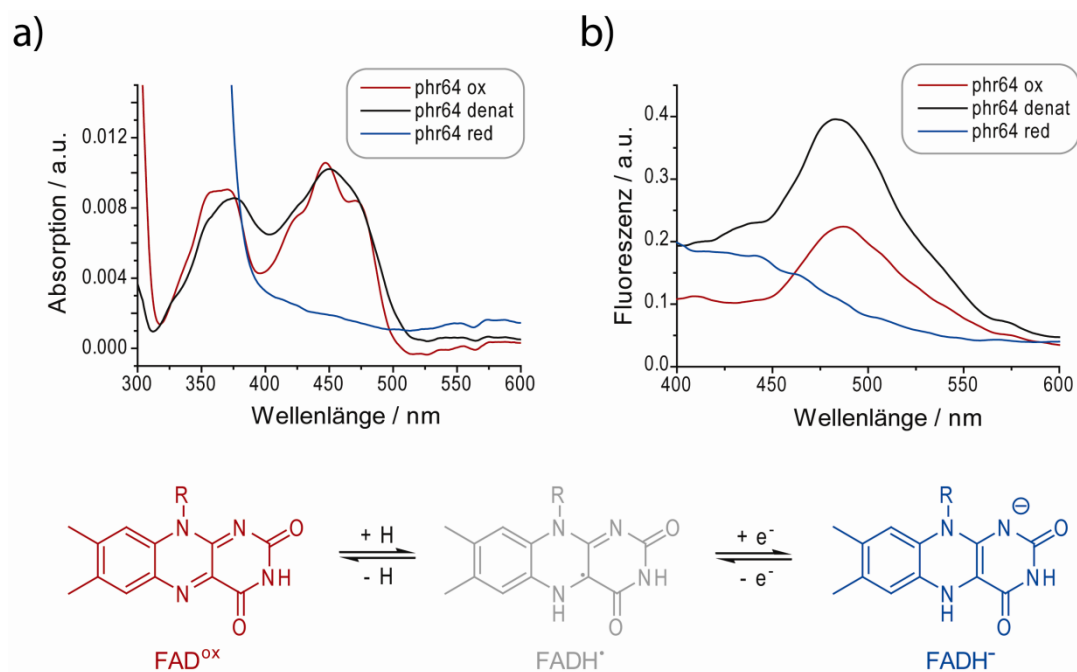 a)
b)
phr64 ox
phr64 denat
phr64 red
0.012
0.008
0.004
0.000
Absorption / a.u.
300 350 400 450 500 550 600
Wellenlänge / nm
phr64 ox
phr64 denat
phr64 red
0.4
0.3
0.2
0.1
0.0
Fluoreszenz / a.u.
400 450 500 550 600
Wellenlänge / nm
R
N
N
O
NH
N
O
+ H
- H
R
N
N
O
NH
N
H
O
+ e⁻
- e⁻
R
N
N
⊖
O
NH
N
H
O
FADᵒˣ
FADH•
FADH⁻